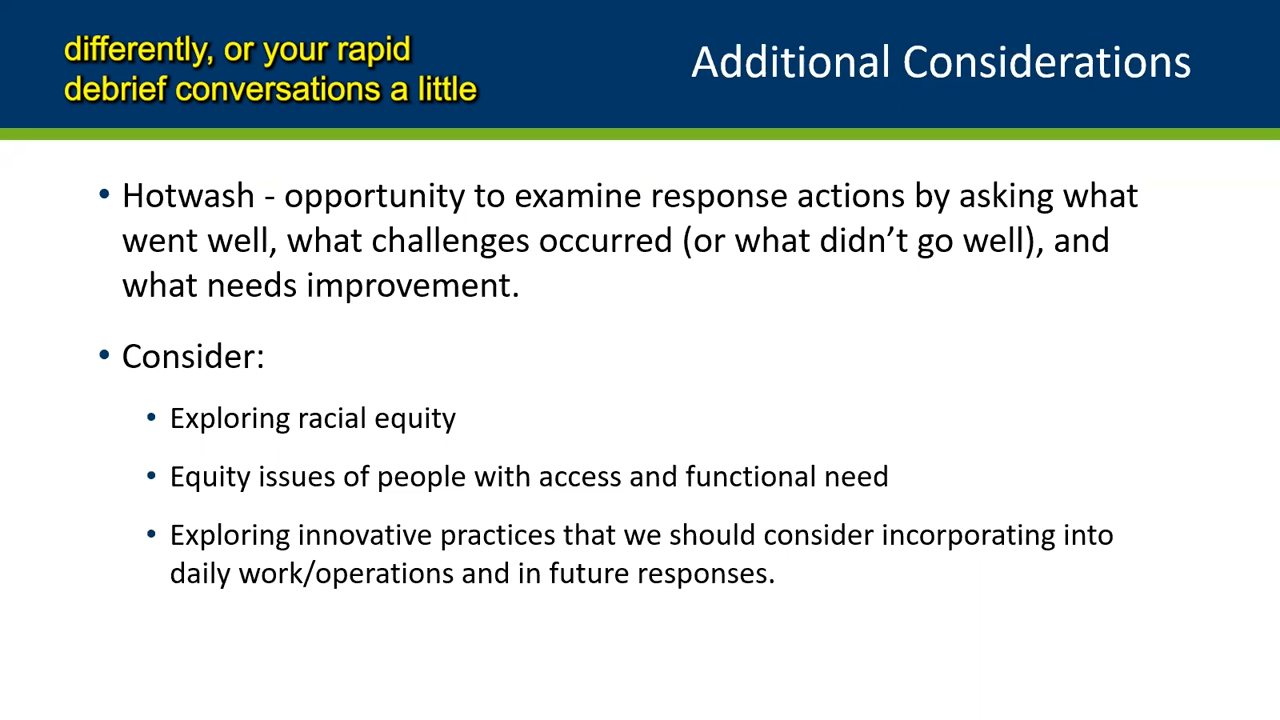 differently, or your rapid
debrief conversations a little
Additional Considerations
• Hotwash - opportunity to examine response actions by asking what
went well, what challenges occurred (or what didn’t go well), and
what needs improvement.
• Consider:
• Exploring racial equity
• Equity issues of people with access and functional need
• Exploring innovative practices that we should consider incorporating into
daily work/operations and in future responses.